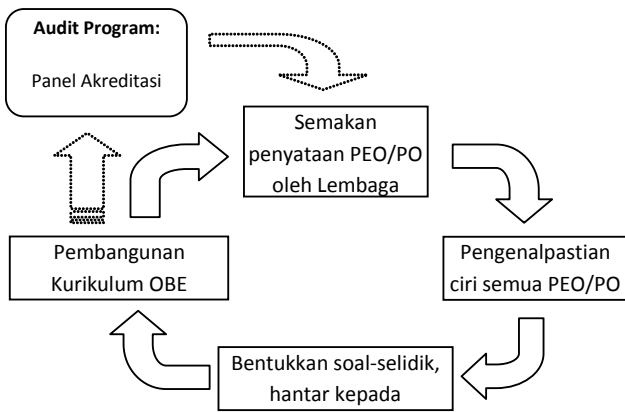 Audit Program:
Panel Akreditasi
Semakan
penyataan PEO/PO
oleh Lembaga
Pengenalpastian
ciri semua PEO/PO
Bentukkan soal-selidik,
hantar kepada
Pembangunan
Kurikulum OBE